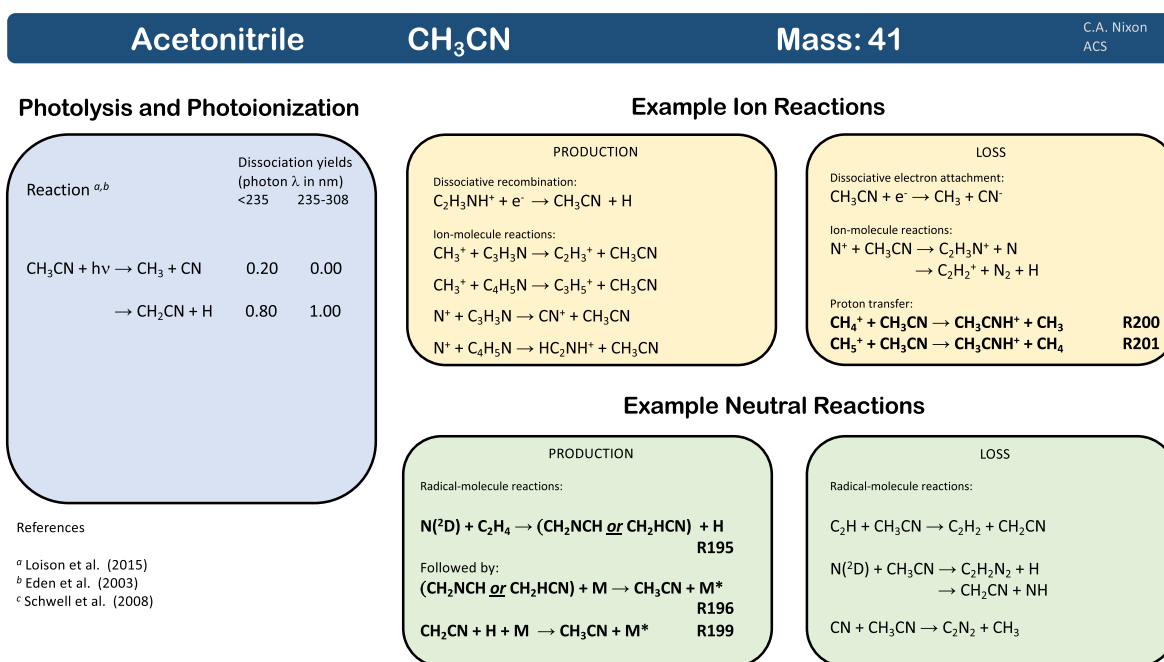 Acetonitrile CH₃CN Mass: 41
C.A. Nixon
ACS
Photolysis and Photoionization
Dissociation yields
(photon λ in nm)
Reaction ᵃ,ᵇ
<235 235-308
CH₃CN + hν → CH₃ + CN 0.20 0.00
→ CH₂CN + H 0.80 1.00
References
ᵃ Loison et al. (2015)
ᵇ Eden et al. (2003)
ᶜ Schwell et al. (2008)
Example Ion Reactions
PRODUCTION
Dissociative recombination:
C₂H₃NH⁺ + e⁻ → CH₃CN + H
Ion-molecule reactions:
CH₃⁺ + C₃H₃N → C₂H₃⁺ + CH₃CN
CH₃⁺ + C₄H₅N → C₃H₅⁺ + CH₃CN
N⁺ + C₃H₃N → CN⁺ + CH₃CN
N⁺ + C₄H₅N → HC₂NH⁺ + CH₃CN
LOSS
Dissociative electron attachment:
CH₃CN + e⁻ → CH₃ + CN⁻
Ion-molecule reactions:
N⁺ + CH₃CN → C₂H₃N⁺ + N
→ C₂H₂⁺ + N₂ + H
Proton transfer:
CH₄⁺ + CH₃CN → CH₃CNH⁺ + CH₃ R200
CH₅⁺ + CH₃CN → CH₃CNH⁺ + CH₄ R201
Example Neutral Reactions
PRODUCTION
Radical-molecule reactions:
N(²D) + C₂H₄ → (CH₂NCH or CH₂HCN) + H
R195
Followed by:
(CH₂NCH or CH₂HCN) + M → CH₃CN + M*
R196
CH₂CN + H + M → CH₃CN + M* R199
LOSS
Radical-molecule reactions:
C₂H + CH₃CN → C₂H₂ + CH₂CN
N(²D) + CH₃CN → C₂H₂N₂ + H
→ CH₂CN + NH
CN + CH₃CN → C₂N₂ + CH₃